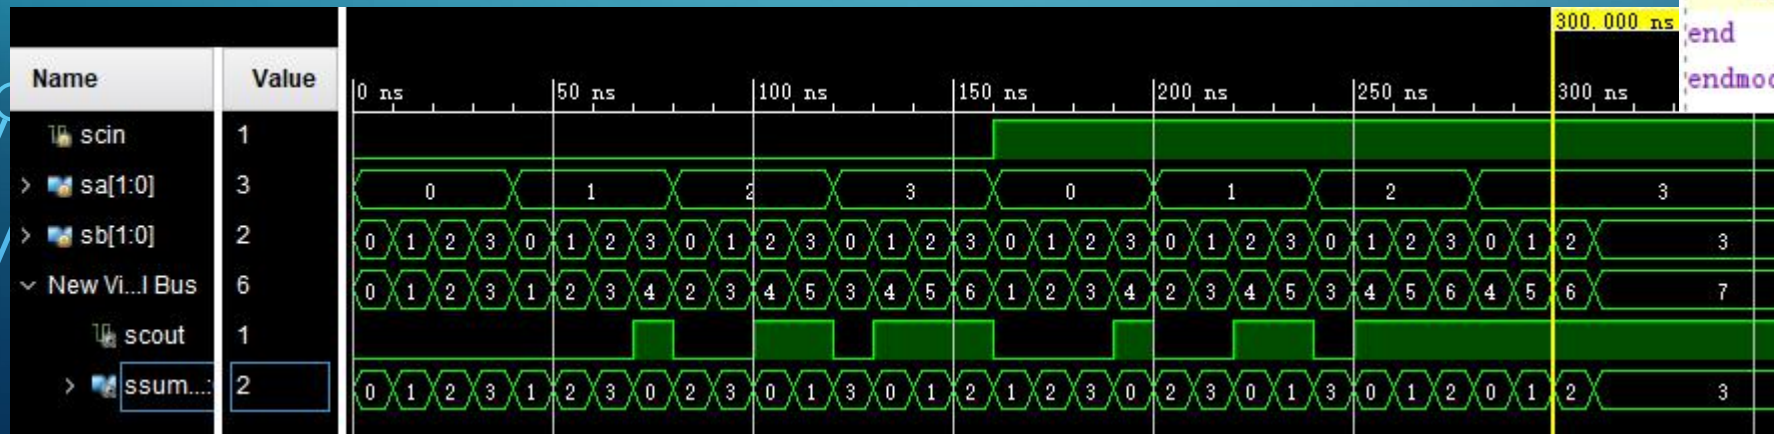 300.000 ns
end
endmod
Name Value
0 ns 50 ns 100 ns 150 ns 200 ns 250 ns 300 ns
scin 1
sa[1:0] 3 0 1 2 3 0 1 2 3
sb[1:0] 2 0 1 2 3 0 1 2 3 0 1 2 3 0 1 2 3 0 1 2 3 0 1 2 3 0 1 2 3 0 1 2 3
New Vi...l Bus 6 0 1 2 3 1 2 3 4 2 3 4 5 3 4 5 6 1 2 3 4 2 3 4 5 3 4 5 6 4 5 6 7
scout 1
ssum...: 2 0 1 2 3 1 2 3 0 2 3 0 1 3 0 1 2 1 2 3 0 2 3 0 1 3 0 1 2 0 1 2 3